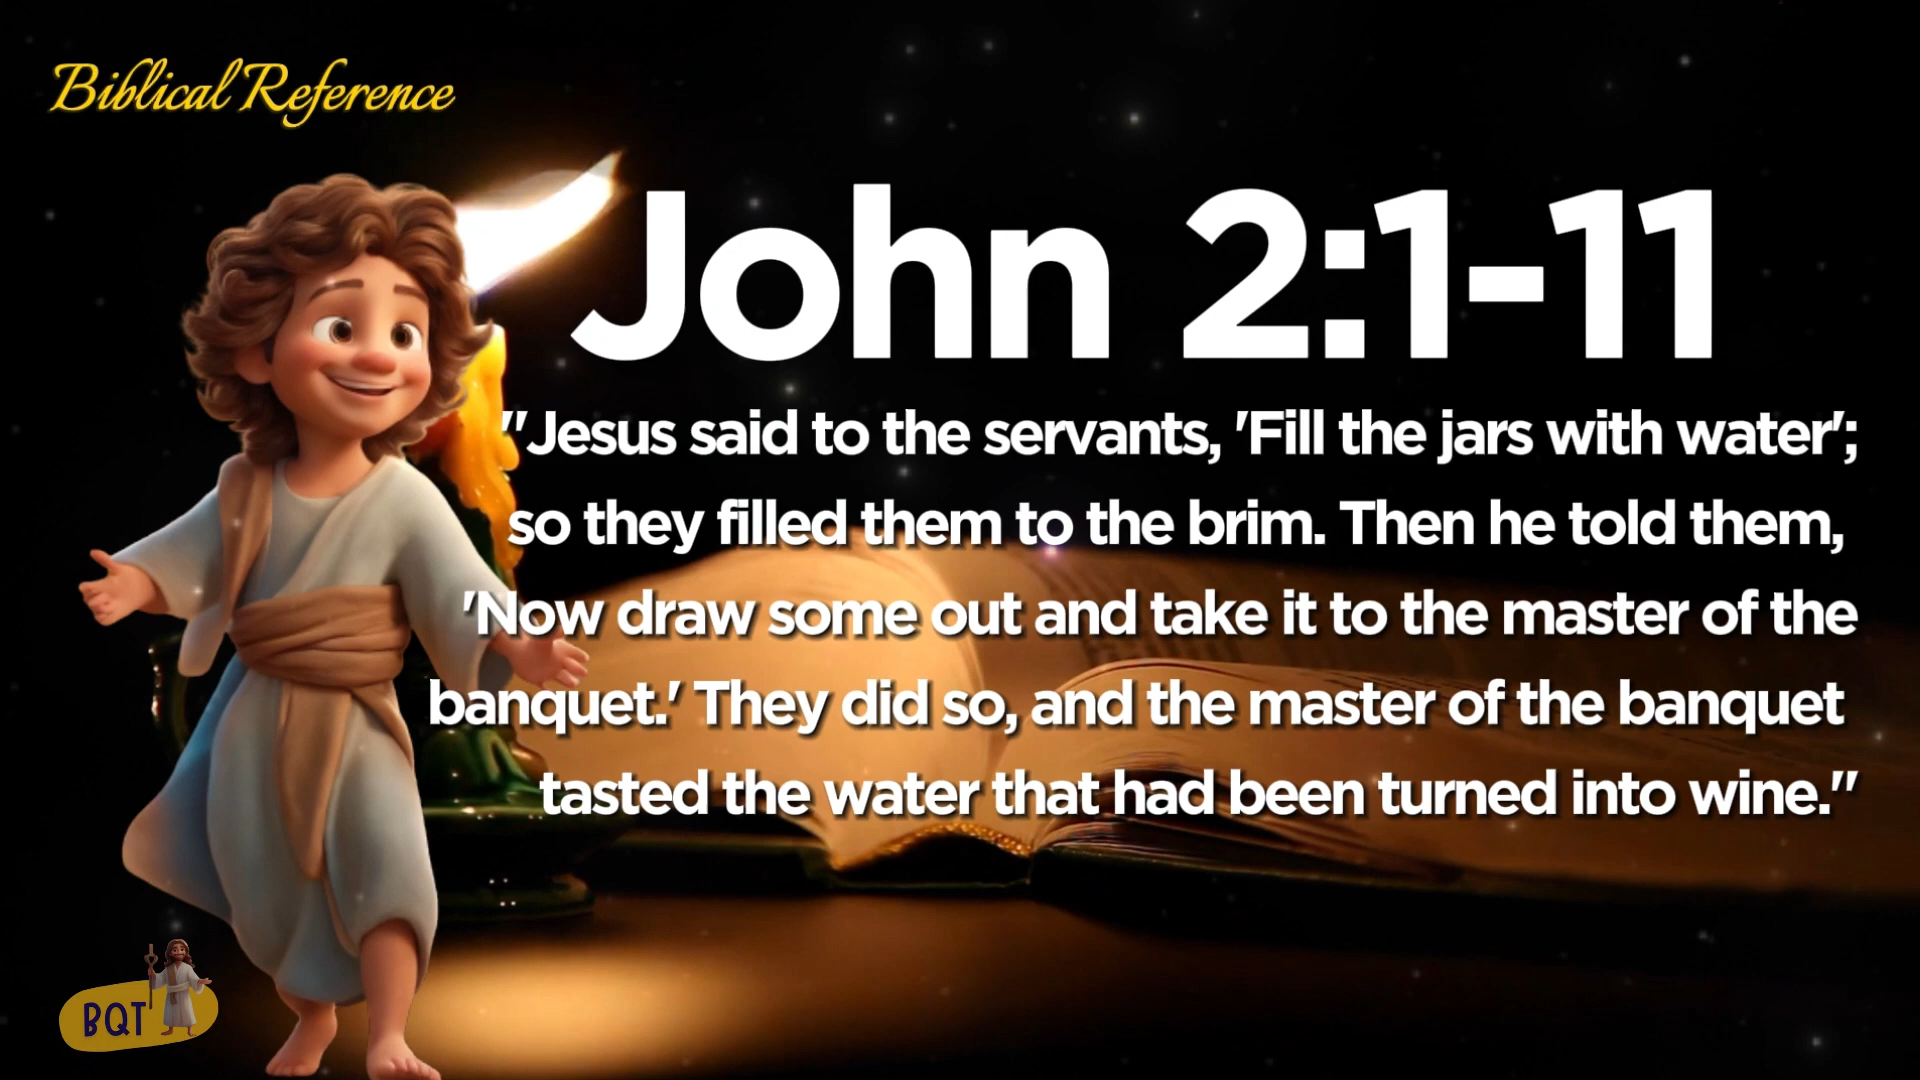 Biblical Reference
John 2:1-11
"Jesus said to the servants, 'Fill the jars with water';
so they filled them to the brim. Then he told them,
'Now draw some out and take it to the master of the
banquet.' They did so, and the master of the banquet
tasted the water that had been turned into wine."
BQT